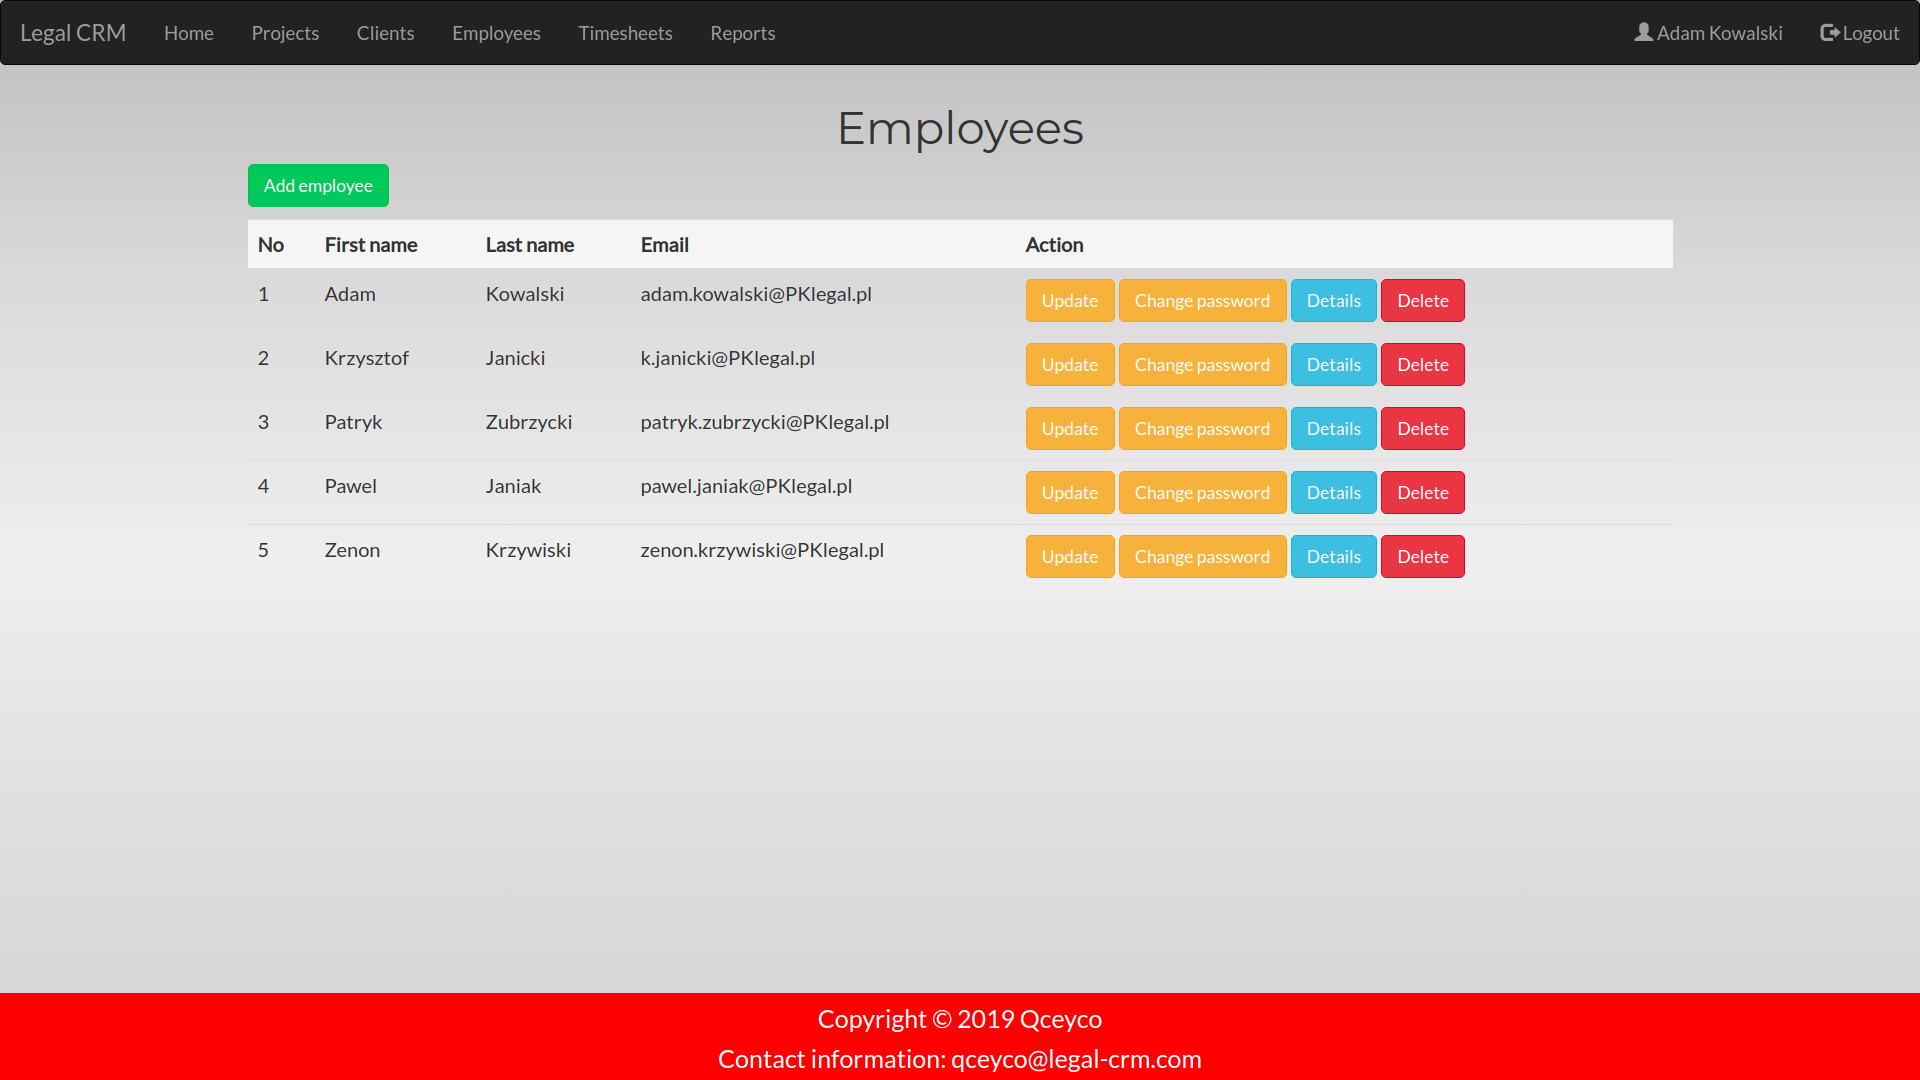 Legal CRM Home Projects Clients Employees Timesheets Reports Adam Kowalski Logout
Employees
Add employee
No First name Last name Email Action
1 Adam Kowalski adam.kowalski@PKlegal.pl Update Change password Details Delete
2 Krzysztof Janicki k.janicki@PKlegal.pl Update Change password Details Delete
3 Patryk Zubrzycki patryk.zubrzycki@PKlegal.pl Update Change password Details Delete
4 Pawel Janiak pawel.janiak@PKlegal.pl Update Change password Details Delete
5 Zenon Krzywiski zenon.krzywiski@PKlegal.pl Update Change password Details Delete
Copyright © 2019 Qceyco
Contact information: qceyco@legal-crm.com